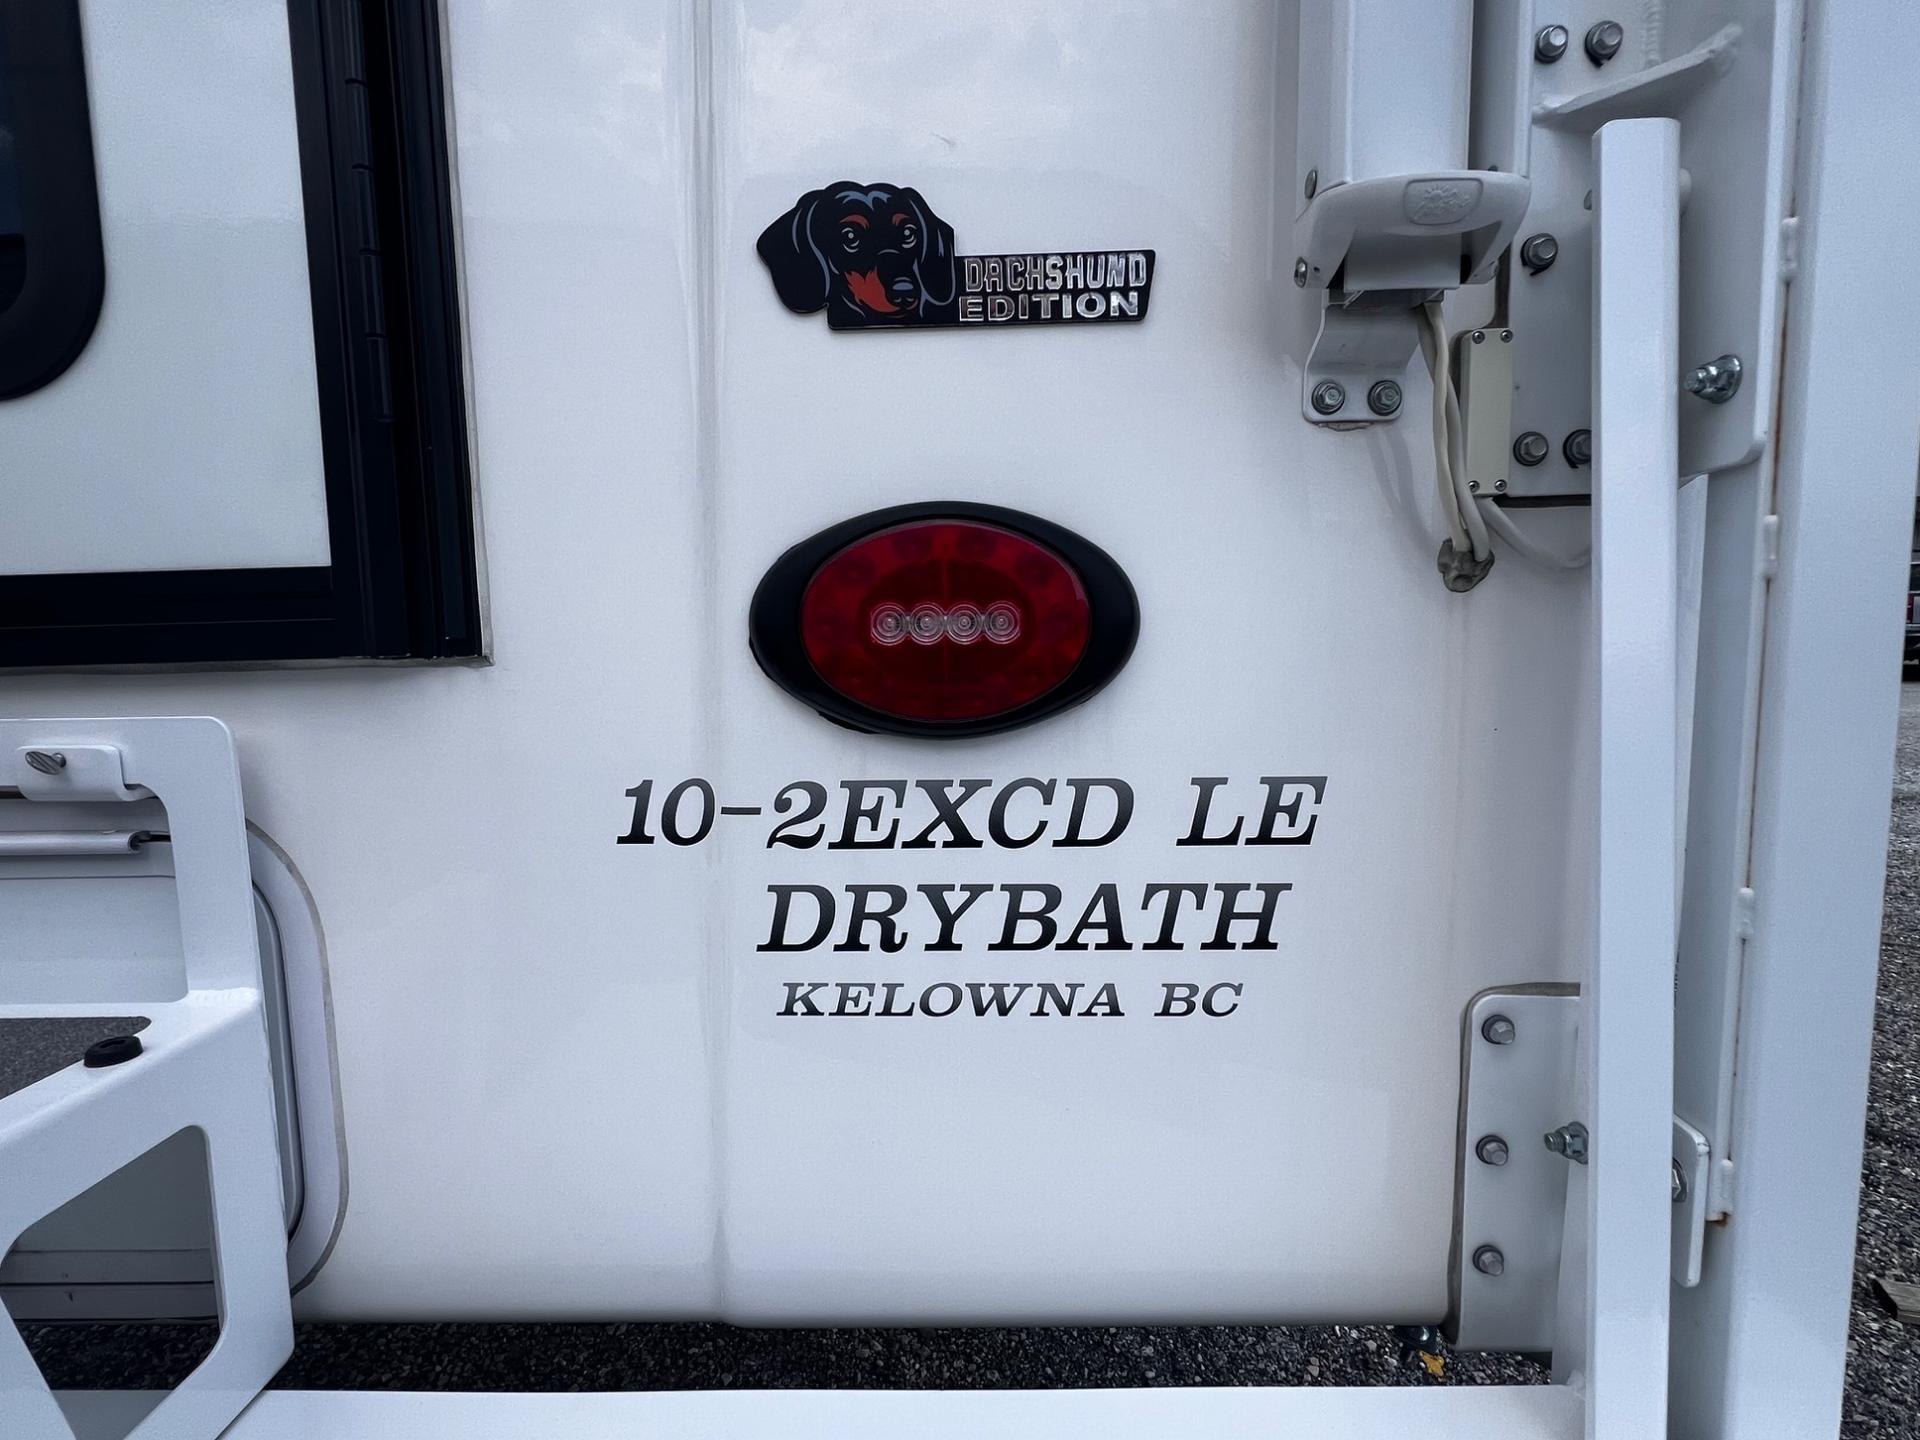 DACHSHUND
EDITION
10-2EXCD LE
DRYBATH
KELOWNA BC